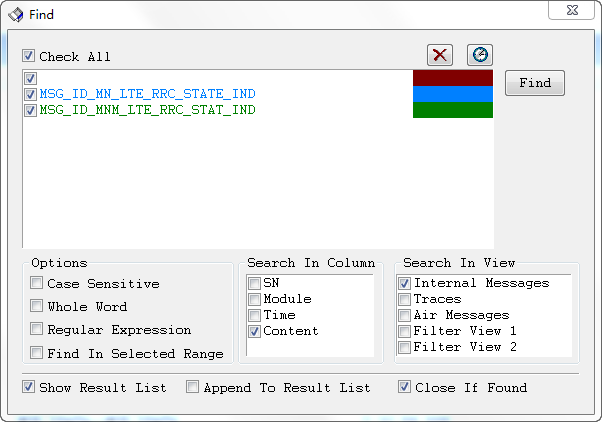 Find
Check All
MSG_ID_MN_LTE_RRC_STATE_IND
MSG_ID_MNM_LTE_RRC_STAT_IND
Find
Options
Case Sensitive
Whole Word
Regular Expression
Find In Selected Range
Search In Column
SN
Module
Time
Content
Search In View
Internal Messages
Traces
Air Messages
Filter View 1
Filter View 2
Show Result List
Append To Result List
Close If Found